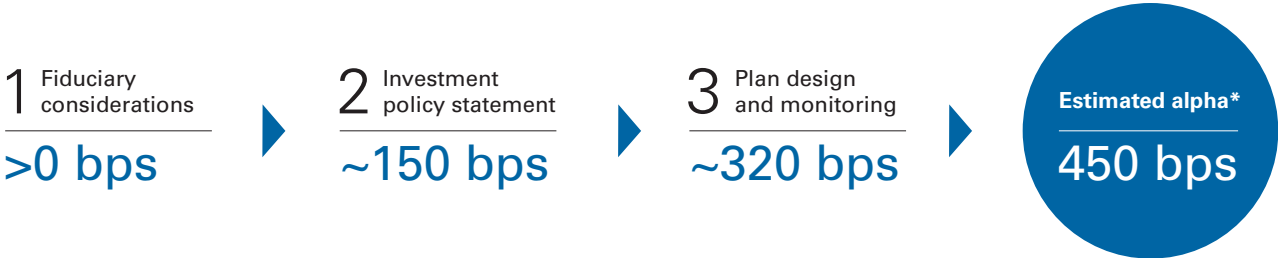 1 Fiduciary
considerations
>0 bps
2 Investment
policy statement
~150 bps
3 Plan design
and monitoring
~320 bps
Estimated alpha*
450 bps